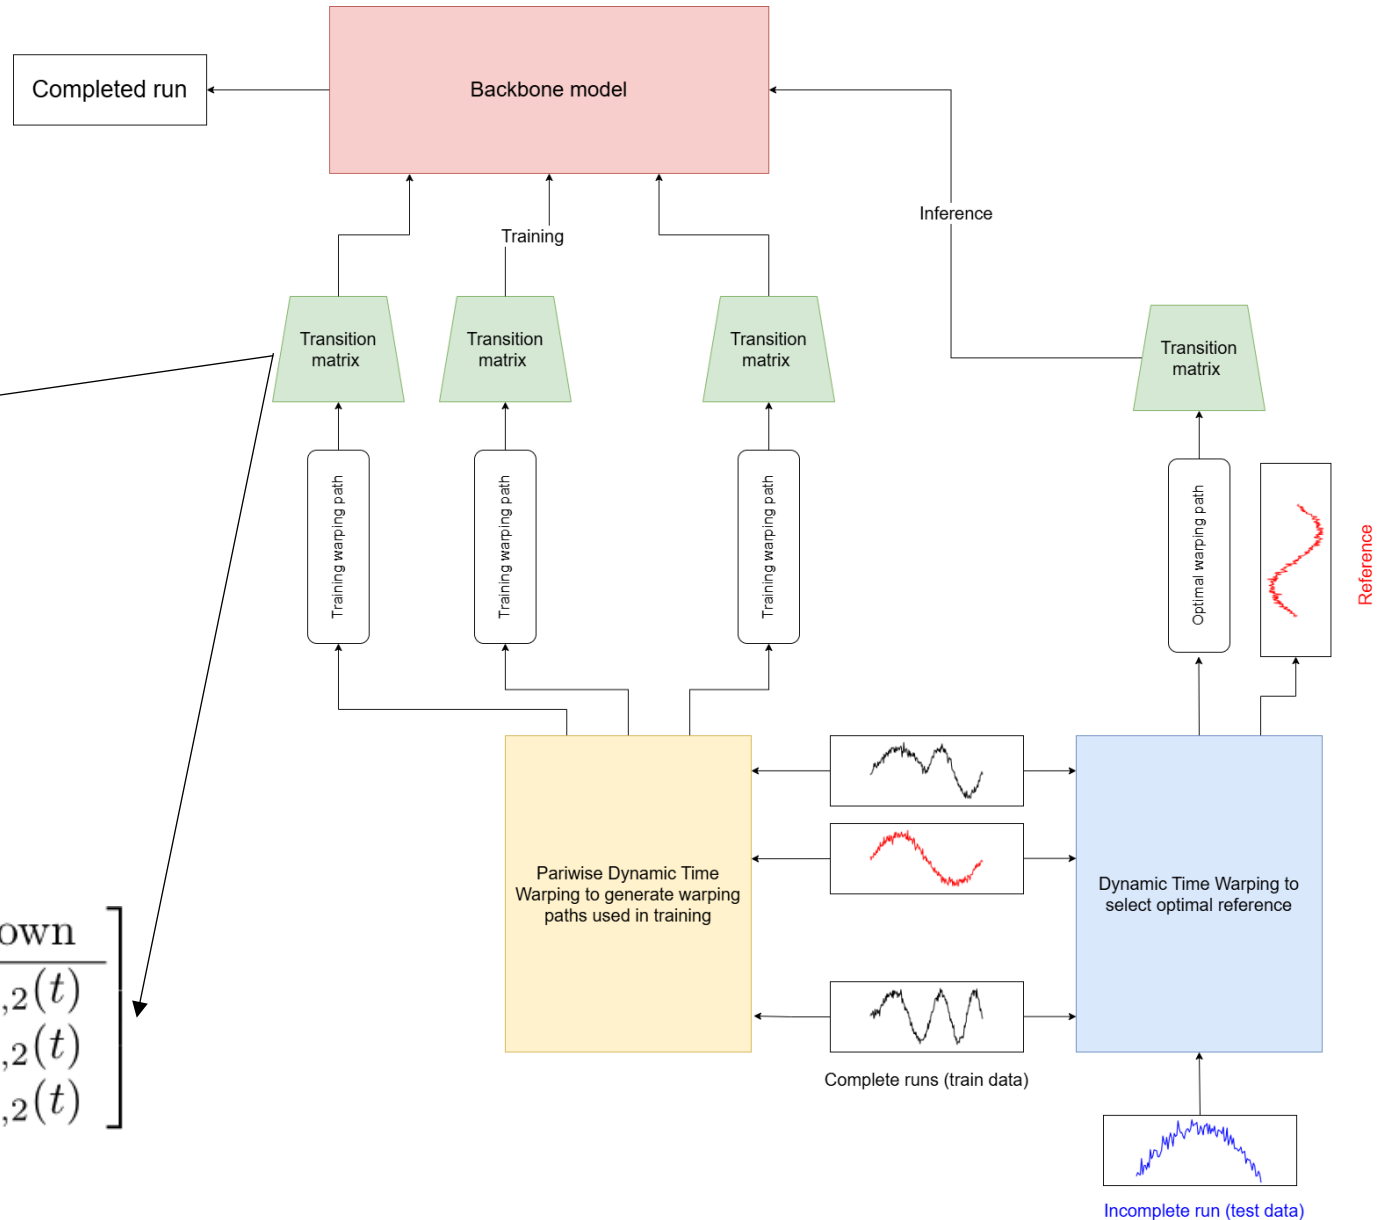 Completed run
Backbone model
Inference
Training
Transition
matrix
Transition
matrix
Transition
matrix
Transition
matrix
Training warping path
Training warping path
Training warping path
Optimal warping path
Reference
Pariwise Dynamic Time
Warping to generate warping
paths used in training
Dynamic Time Warping to
select optimal reference
own
,2(t)
,2(t)
,2(t)
Complete runs (train data)
Incomplete run (test data)